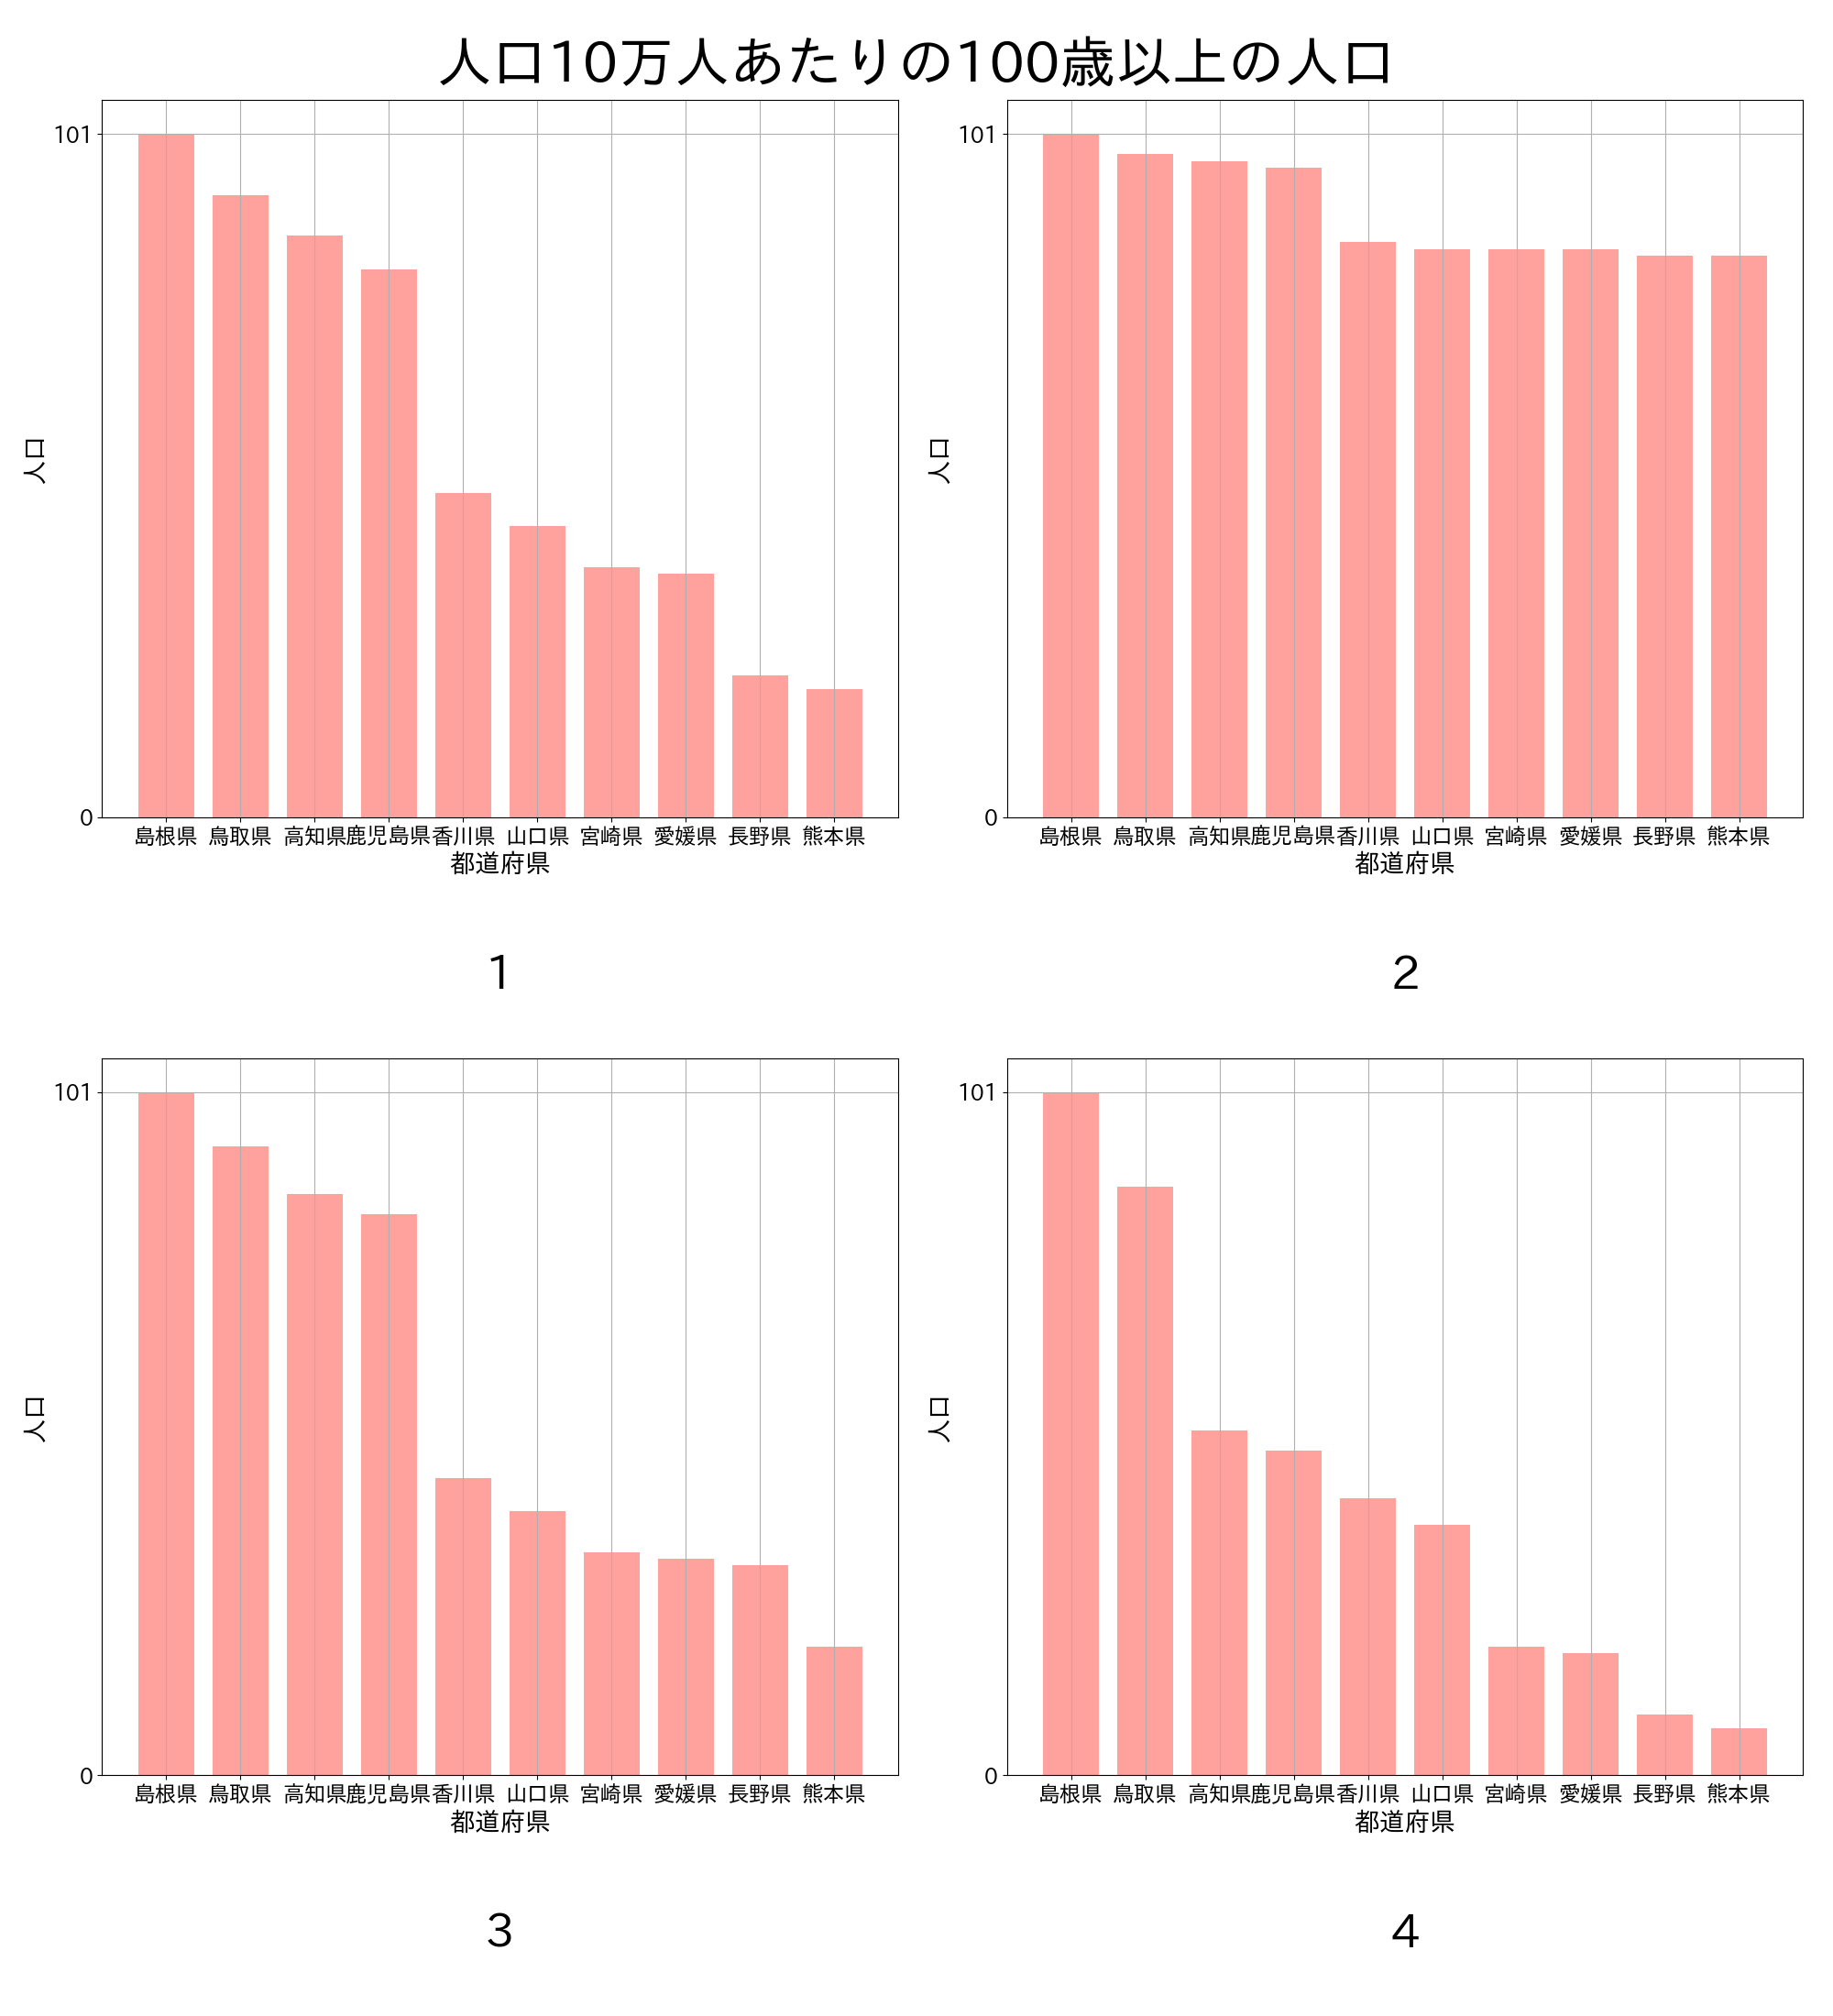 人口10万人あたりの100歳以上の人口
人口
101
0
島根県 鳥取県 高知県 鹿児島県 香川県 山口県 宮崎県 愛媛県 長野県 熊本県
都道府県
1
人口
101
0
島根県 鳥取県 高知県 鹿児島県 香川県 山口県 宮崎県 愛媛県 長野県 熊本県
都道府県
2
人口
101
0
島根県 鳥取県 高知県 鹿児島県 香川県 山口県 宮崎県 愛媛県 長野県 熊本県
都道府県
3
人口
101
0
島根県 鳥取県 高知県 鹿児島県 香川県 山口県 宮崎県 愛媛県 長野県 熊本県
都道府県
4